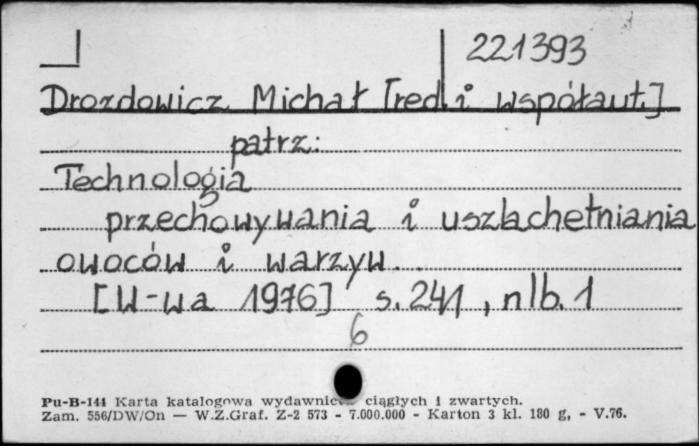 221393
Drozdowicz Michał [red. i współaut.]
patrz:
Technologia
przechowywania i uszlachetniania
owoców i warzyw.
[W-wa 1976] s. 241, nlb. 1
6
Pu-B-144 Karta katalogowa wydawnictw ciągłych i zwartych.
Zam. 556/DW/On — W.Z.Graf. Z-2 573 - 7.000.000 - Karton 3 kl. 180 g, - V.76.